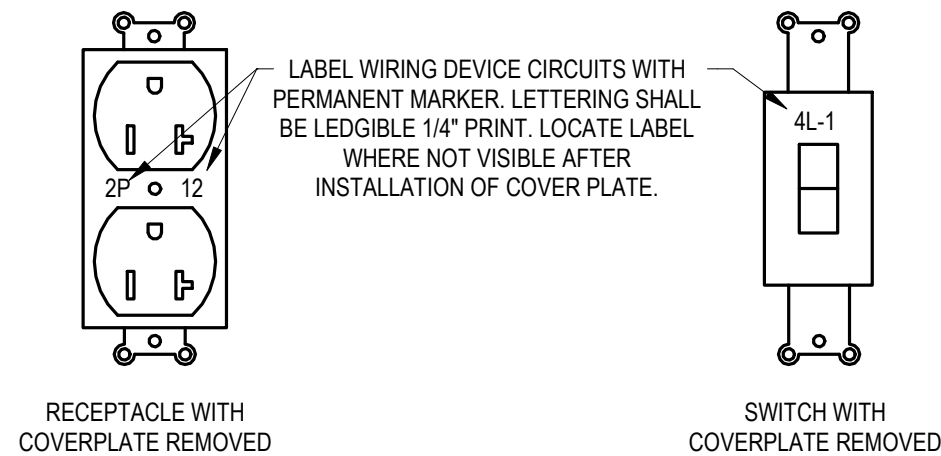 LABEL WIRING DEVICE CIRCUITS WITH
PERMANENT MARKER. LETTERING SHALL
BE LEDGIBLE 1/4" PRINT. LOCATE LABEL
WHERE NOT VISIBLE AFTER
INSTALLATION OF COVER PLATE.
4L-1
2P 12
RECEPTACLE WITH
COVERPLATE REMOVED
SWITCH WITH
COVERPLATE REMOVED